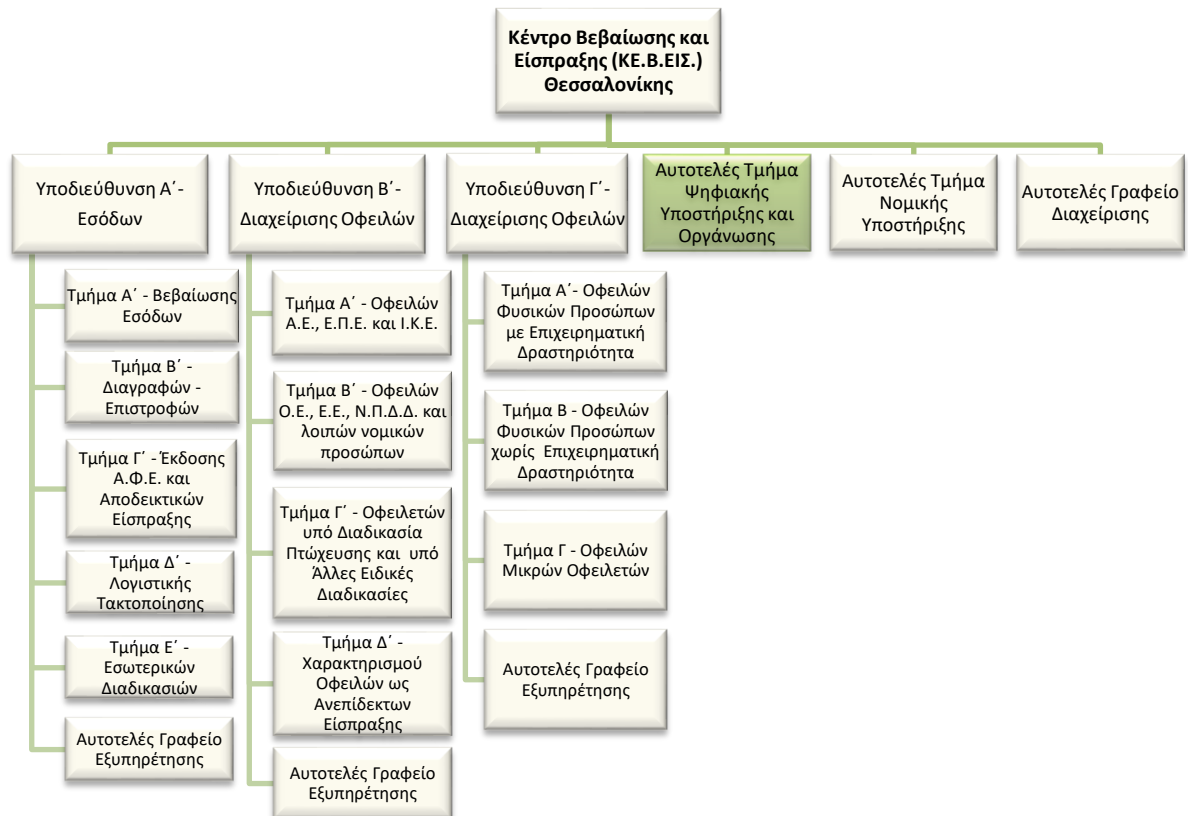 Κέντρο Βεβαίωσης και
Είσπραξης (ΚΕ.Β.ΕΙΣ.)
Θεσσαλονίκης
Υποδιεύθυνση Α΄-
Εσόδων
Τμήμα Α΄ - Βεβαίωσης
Εσόδων
Τμήμα Β΄ -
Διαγραφών -
Επιστροφών
Τμήμα Γ΄ - Έκδοσης
Α.Φ.Ε. και
Αποδεικτικών
Είσπραξης
Τμήμα Δ΄ -
Λογιστικής
Τακτοποίησης
Τμήμα Ε΄ -
Εσωτερικών
Διαδικασιών
Αυτοτελές Γραφείο
Εξυπηρέτησης
Υποδιεύθυνση Β΄-
Διαχείρισης Οφειλών
Τμήμα Α΄ - Οφειλών
Α.Ε., Ε.Π.Ε. και Ι.Κ.Ε.
Τμήμα Β΄ - Οφειλών
Ο.Ε., Ε.Ε., Ν.Π.Δ.Δ. και
λοιπών νομικών
προσώπων
Τμήμα Γ΄ - Οφειλετών
υπό Διαδικασία
Πτώχευσης και υπό
Άλλες Ειδικές
Διαδικασίες
Τμήμα Δ΄ -
Χαρακτηρισμού
Οφειλών ως
Ανεπίδεκτων
Είσπραξης
Αυτοτελές Γραφείο
Εξυπηρέτησης
Υποδιεύθυνση Γ΄-
Διαχείρισης Οφειλών
Τμήμα Α΄- Οφειλών
Φυσικών Προσώπων
με Επιχειρηματική
Δραστηριότητα
Τμήμα Β - Οφειλών
Φυσικών Προσώπων
χωρίς Επιχειρηματική
Δραστηριότητα
Τμήμα Γ - Οφειλών
Μικρών Οφειλετών
Αυτοτελές Γραφείο
Εξυπηρέτησης
Αυτοτελές Τμήμα
Ψηφιακής
Υποστήριξης και
Οργάνωσης
Αυτοτελές Τμήμα
Νομικής
Υποστήριξης
Αυτοτελές Γραφείο
Διαχείρισης